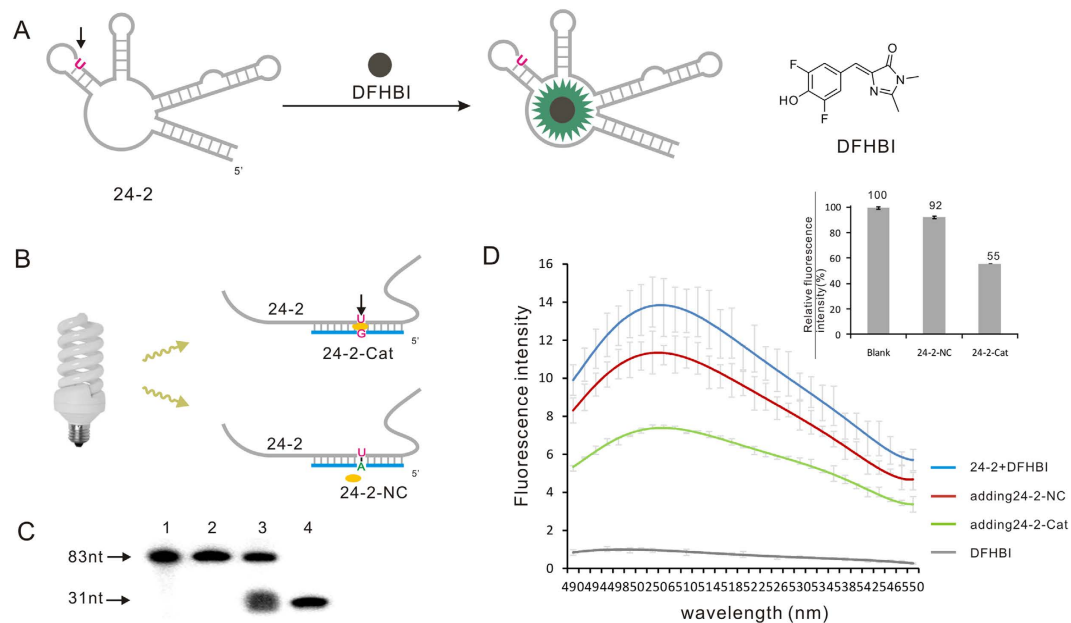 A
U
DFHBI
24-2
5'
U
F
F
HO
O
N
N
DFHBI
B
24-2
U
G
5'
24-2-Cat
24-2
U
A
5'
24-2-NC
C
1 2 3 4
83nt
31nt
D
Relative fluorescence
intensity(%)
100
80
60
40
20
0
100
92
55
Blank 24-2-NC 24-2-Cat
Fluorescence intensity
16
14
12
10
8
6
4
2
0
490494498502506510514518522526530534538542546550
wavelength (nm)
24-2+DFHBI
adding24-2-NC
adding24-2-Cat
DFHBI